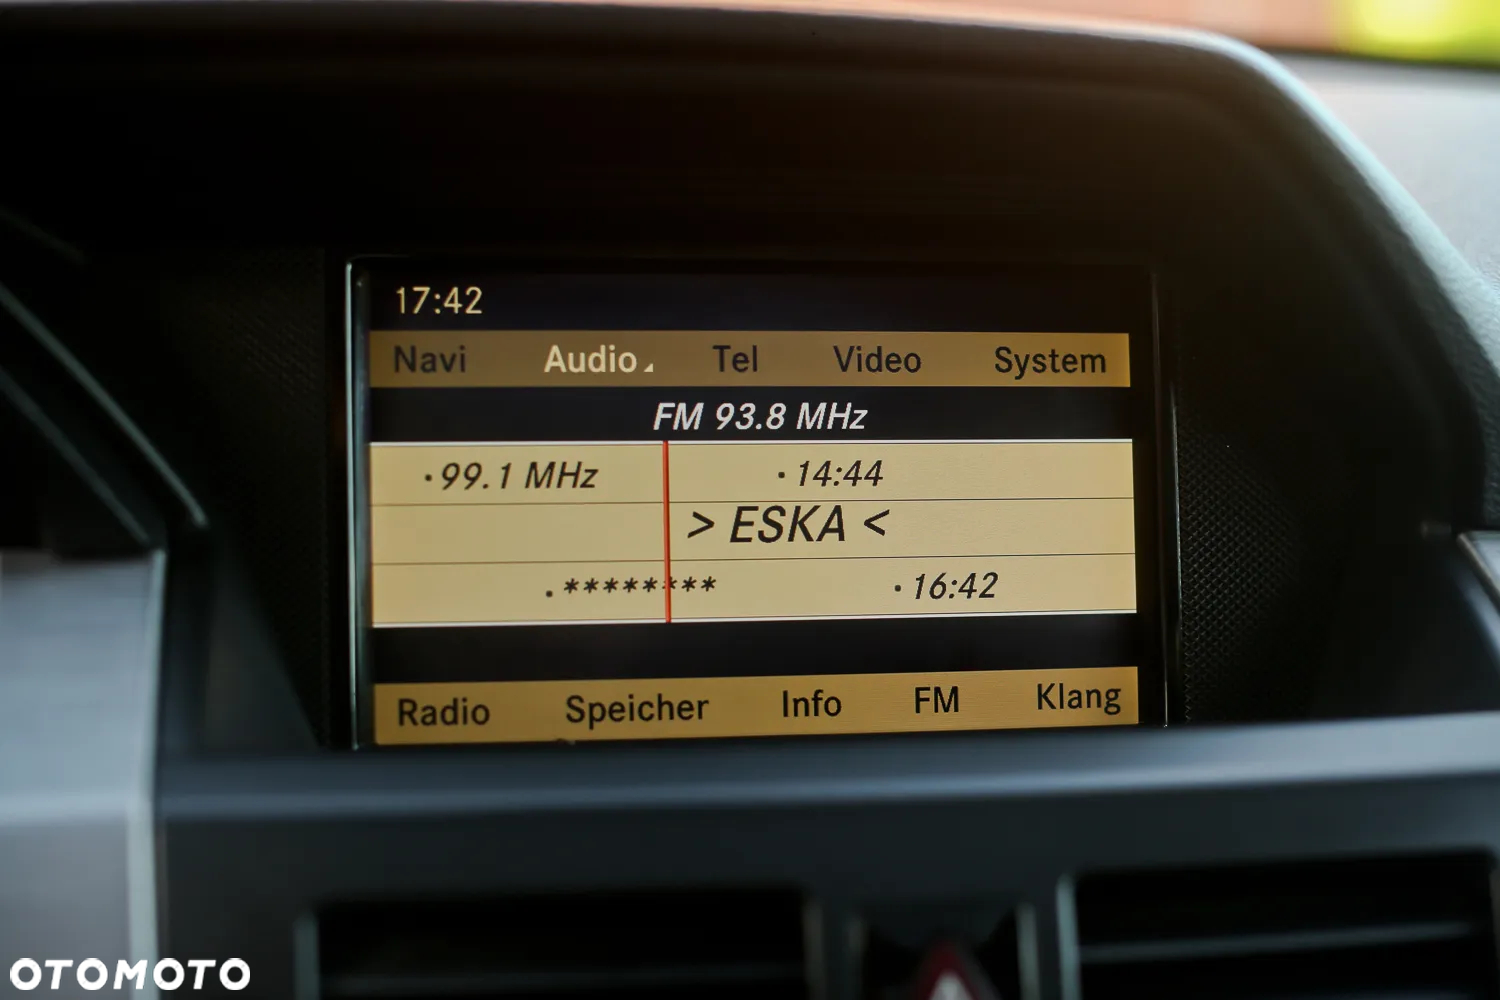 17:42
Navi Audio Tel Video System
FM 93.8 MHz
·99.1 MHz ·14:44
> ESKA <
.******** ·16:42
Radio Speicher Info FM Klang
OTOMOTO